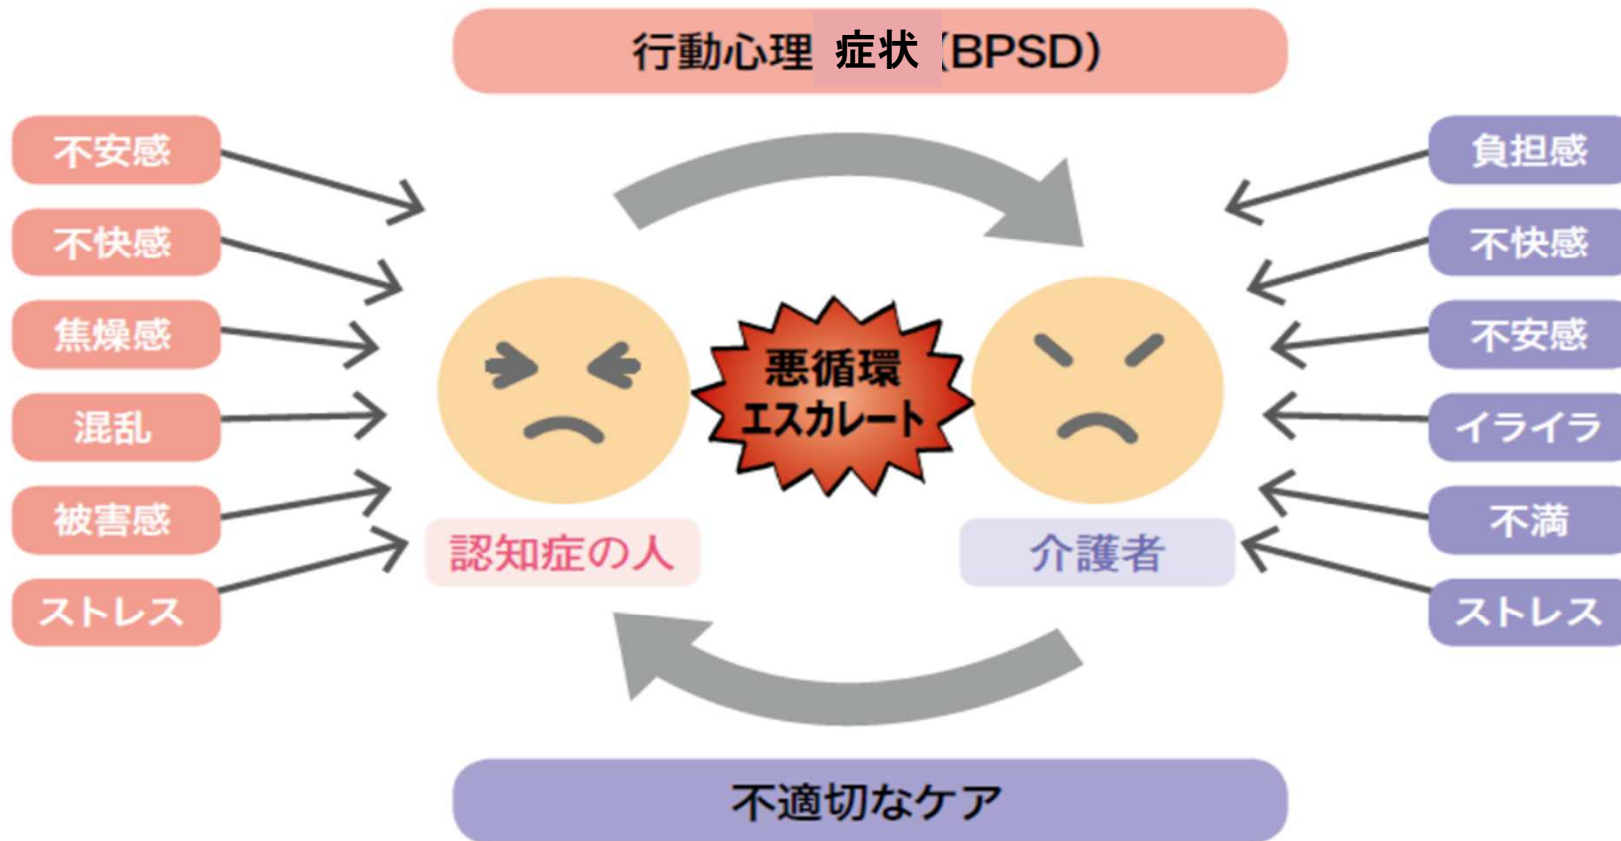 行動心理症状(BPSD)
不安感
不快感
焦燥感
混乱
被害感
ストレス
悪循環
エスカレート
認知症の人
介護者
負担感
不快感
不安感
イライラ
不満
ストレス
不適切なケア